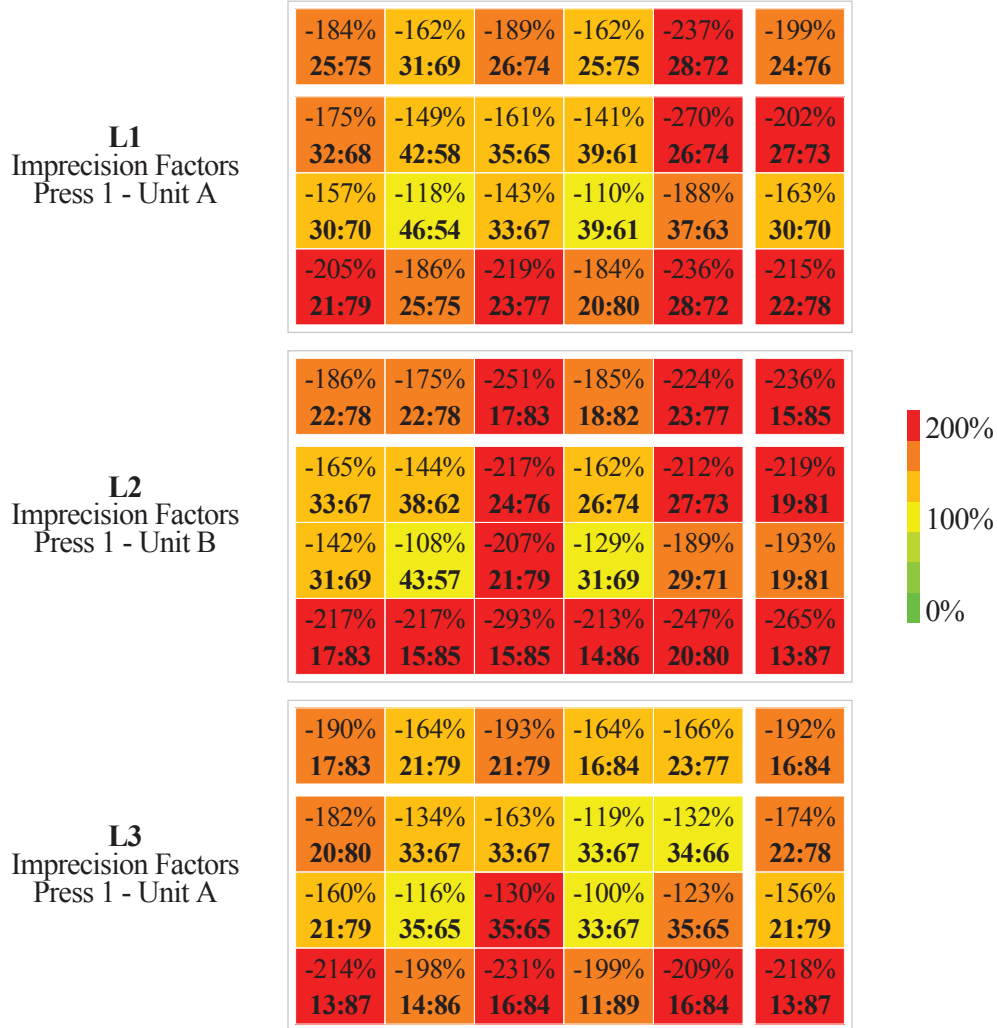 -184% -162% -189% -162% -237% -199%
25:75 31:69 26:74 25:75 28:72 24:76
L1
Imprecision Factors
Press 1 - Unit A
-175% -149% -161% -141% -270% -202%
32:68 42:58 35:65 39:61 26:74 27:73
-157% -118% -143% -110% -188% -163%
30:70 46:54 33:67 39:61 37:63 30:70
-205% -186% -219% -184% -236% -215%
21:79 25:75 23:77 20:80 28:72 22:78
-186% -175% -251% -185% -224% -236%
22:78 22:78 17:83 18:82 23:77 15:85
L2
Imprecision Factors
Press 1 - Unit B
-165% -144% -217% -162% -212% -219%
33:67 38:62 24:76 26:74 27:73 19:81
-142% -108% -207% -129% -189% -193%
31:69 43:57 21:79 31:69 29:71 19:81
-217% -217% -293% -213% -247% -265%
17:83 15:85 15:85 14:86 20:80 13:87
200%
100%
0%
-190% -164% -193% -164% -166% -192%
17:83 21:79 21:79 16:84 23:77 16:84
L3
Imprecision Factors
Press 1 - Unit A
-182% -134% -163% -119% -132% -174%
20:80 33:67 33:67 33:67 34:66 22:78
-160% -116% -130% -100% -123% -156%
21:79 35:65 35:65 33:67 35:65 21:79
-214% -198% -231% -199% -209% -218%
13:87 14:86 16:84 11:89 16:84 13:87